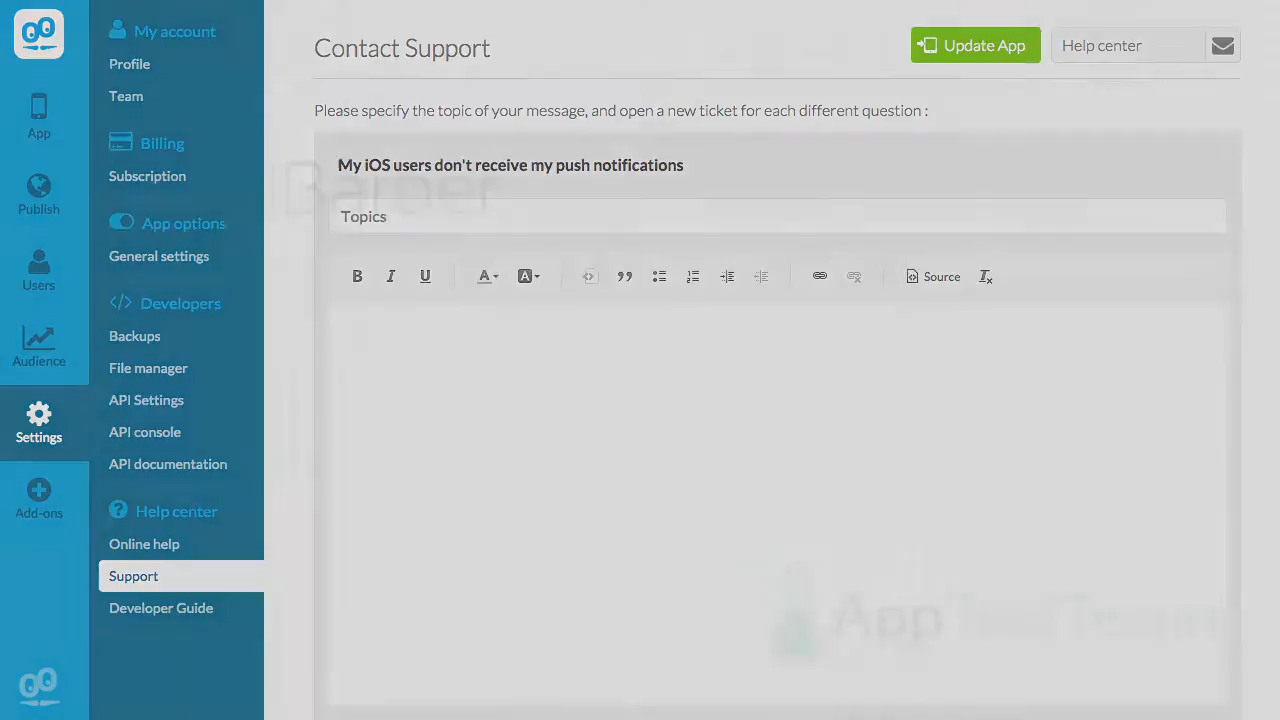 My account
Profile
Team
Billing
Subscription
App options
General settings
Developers
Backups
File manager
API Settings
API console
API documentation
Help center
Online help
Support
Developer Guide
App
Publish
Users
Audience
Settings
Add-ons
Contact Support
Update App
Help center
Please specify the topic of your message, and open a new ticket for each different question :
My iOS users don't receive my push notifications
Topics
B I U A A Source
Barber
App